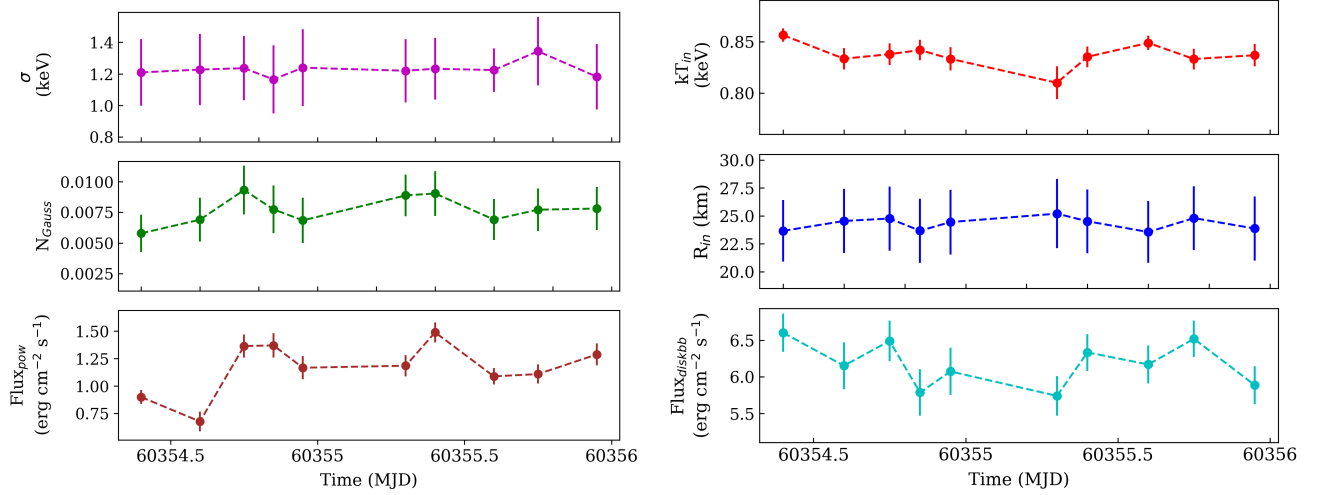 σ
(keV)
1.4
1.2
1.0
0.8
N_Gauss
0.0100
0.0075
0.0050
0.0025
Flux_pow
(erg cm⁻² s⁻¹)
1.50
1.25
1.00
0.75
60354.5
60355
60355.5
60356
Time (MJD)
kT_in
(keV)
0.85
0.80
R_in (km)
30.0
27.5
25.0
22.5
20.0
Flux_diskbb
(erg cm⁻² s⁻¹)
6.5
6.0
5.5
60354.5
60355
60355.5
60356
Time (MJD)